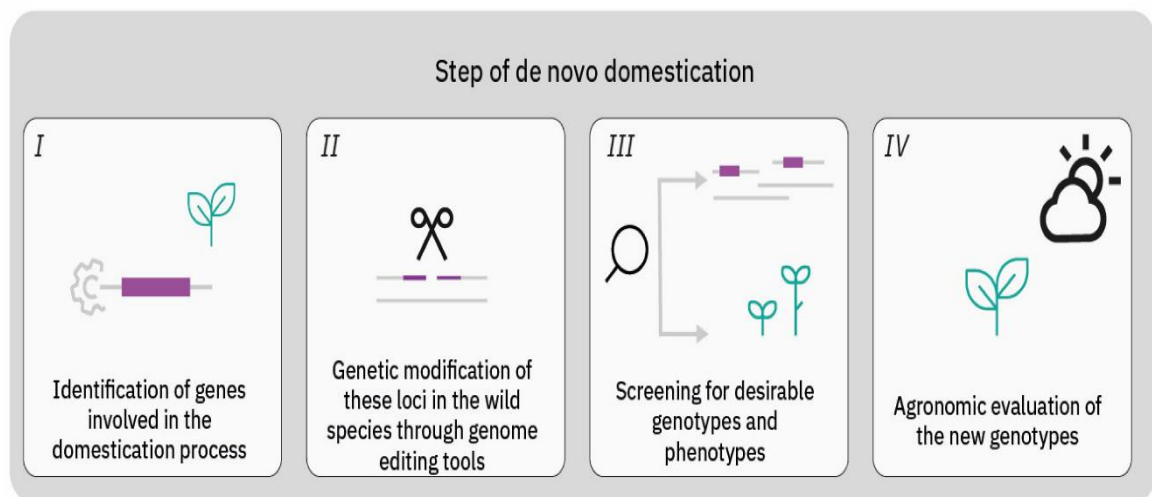 Step of de novo domestication
I
Identification of genes
involved in the
domestication process
II
Genetic modification of
these loci in the wild
species through genome
editing tools
III
Screening for desirable
genotypes and
phenotypes
IV
Agronomic evaluation of
the new genotypes